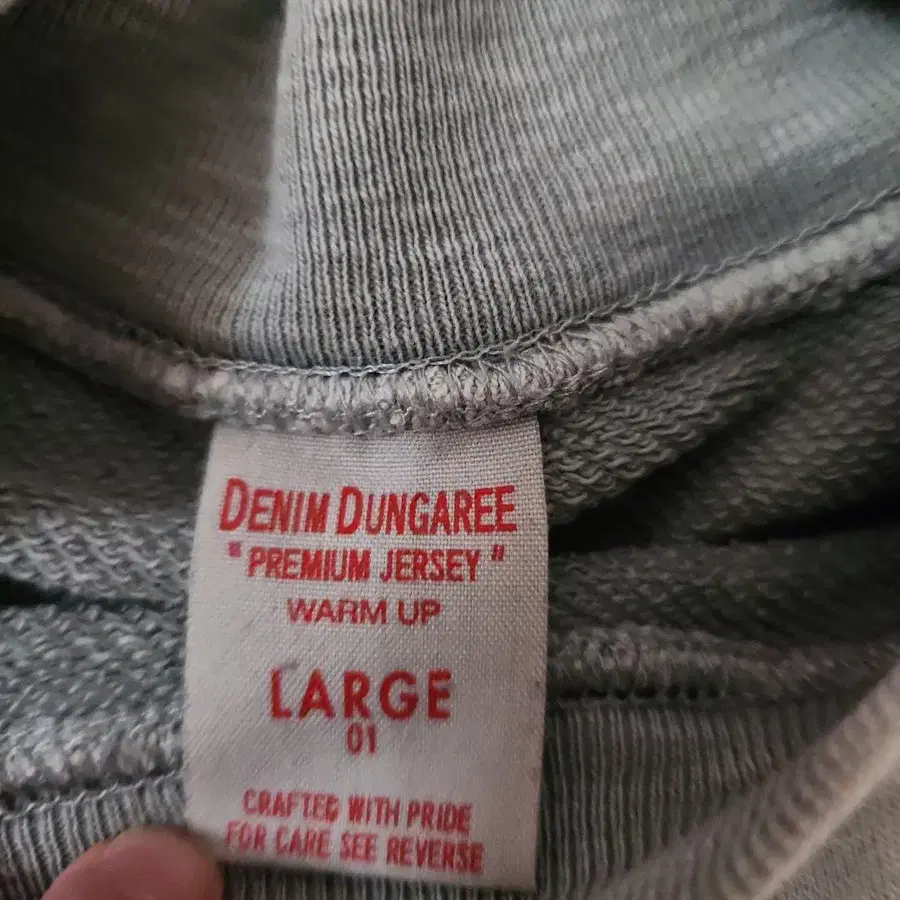 DENIM DUNGAREE
"PREMIUM JERSEY"
WARM UP
LARGE
01
CRAFTED WITH PRIDE
FOR CARE SEE REVERSE